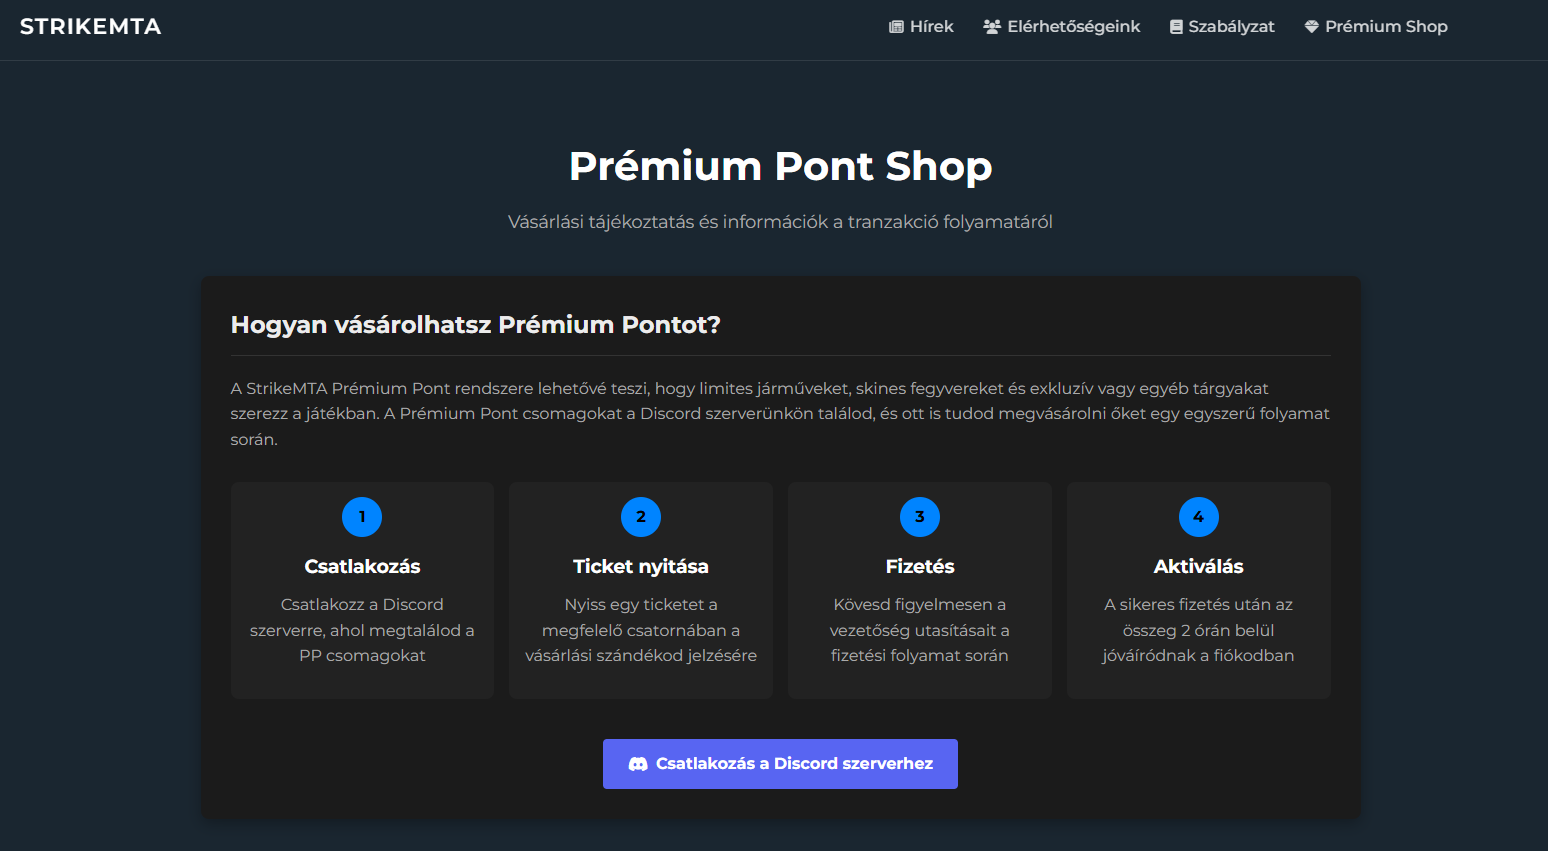 STRIKEMTA
Hírek
Elérhetőségeink
Szabályzat
Prémium Shop
Prémium Pont Shop
Vásárlási tájékoztatás és információk a tranzakció folyamatáról
Hogyan vásárolhatsz Prémium Pontot?
A StrikeMTA Prémium Pont rendszere lehetővé teszi, hogy limites járműveket, skines fegyvereket és exkluzív vagy egyéb tárgyakat
szerezz a játékban. A Prémium Pont csomagokat a Discord szerverünkön találod, és ott is tudod megvásárolni őket egy egyszerű folyamat
során.
1
Csatlakozás
Csatlakozz a Discord
szerverre, ahol megtalálod a
PP csomagokat
2
Ticket nyitása
Nyiss egy ticketet a
megfelelő csatornában a
vásárlási szándékod jelzésére
3
Fizetés
Kövesd figyelmesen a
vezetőség utasításait a
fizetési folyamat során
4
Aktiválás
A sikeres fizetés után az
összeg 2 órán belül
jóváíródnak a fiókodban
Csatlakozás a Discord szerverhez